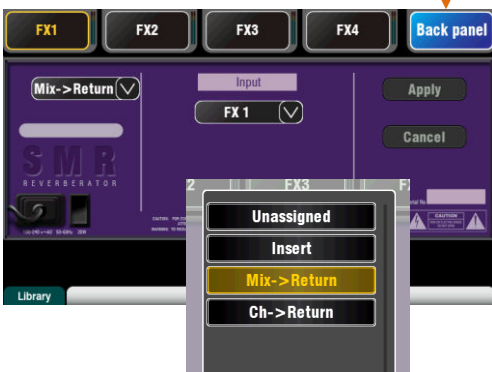 FX1 FX2 FX3 FX4 Back panel
Mix->Return
Input
FX 1
Apply
Cancel
SMR
REVERBERATOR
2 FX3 F
CAUTION
Library
Unassigned
Insert
Mix->Return
Ch->Return